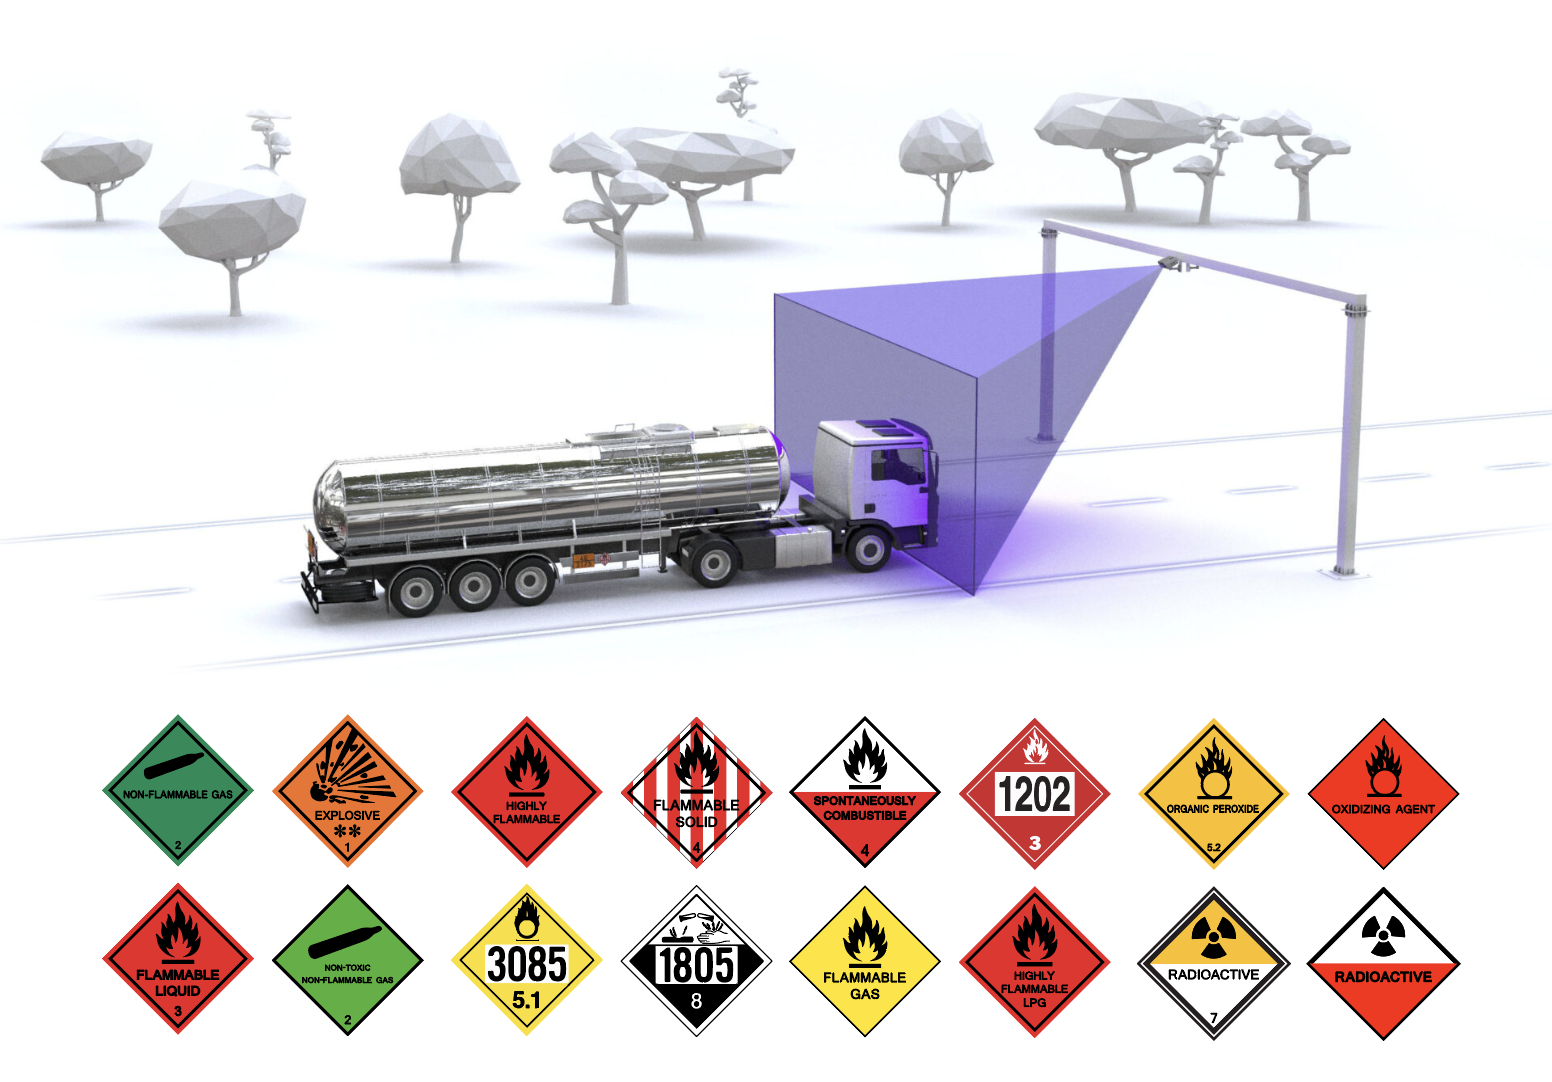 NON-FLAMMABLE GAS
2
EXPLOSIVE
**
1
HIGHLY
FLAMMABLE
FLAMMABLE
SOLID
4
SPONTANEOUSLY
COMBUSTIBLE
4
1202
3
ORGANIC PEROXIDE
5.2
OXIDIZING AGENT
FLAMMABLE
LIQUID
3
NON-TOXIC
NON-FLAMMABLE GAS
2
3085
5.1
1805
8
FLAMMABLE
GAS
HIGHLY
FLAMMABLE
LPG
RADIOACTIVE
7
RADIOACTIVE